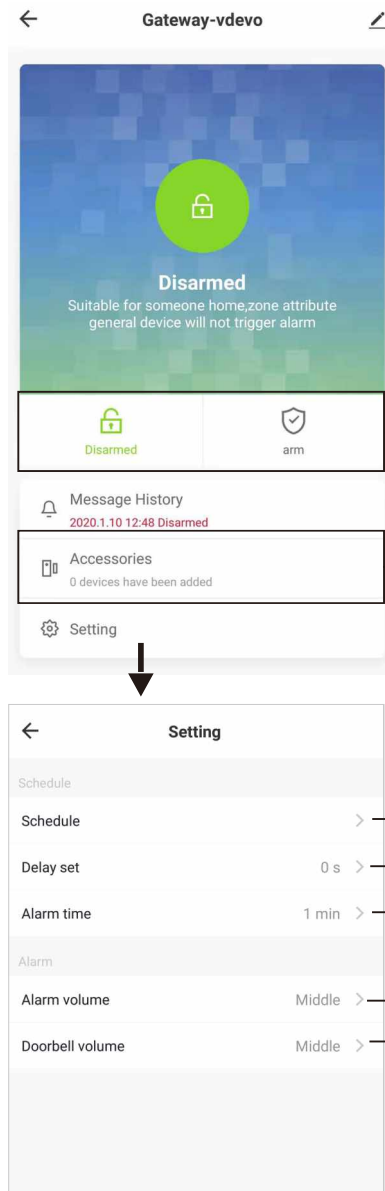 Gateway-vdevo
Disarmed
Suitable for someone home,zone attribute
general device will not trigger alarm
Disarmed
arm
Message History
2020.1.10 12:48 Disarmed
Accessories
0 devices have been added
Setting
Setting
Schedule
Schedule
Delay set 0 s
Alarm time 1 min
Alarm
Alarm volume Middle
Doorbell volume Middle